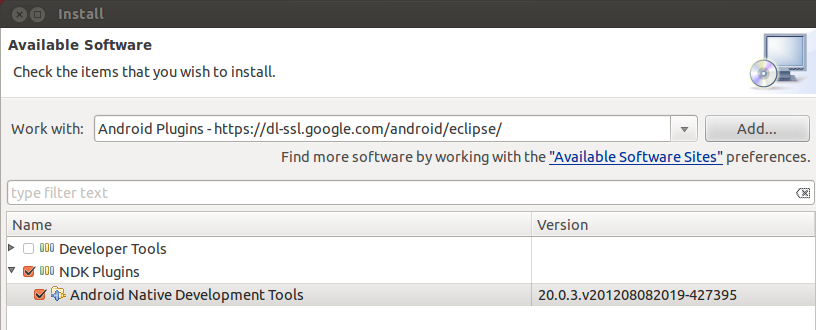 Install
Available Software
Check the items that you wish to install.
Work with: Android Plugins - https://dl-ssl.google.com/android/eclipse/ Add...
Find more software by working with the "Available Software Sites" preferences.
type filter text
Name Version
Developer Tools
NDK Plugins
Android Native Development Tools 20.0.3.v201208082019-427395